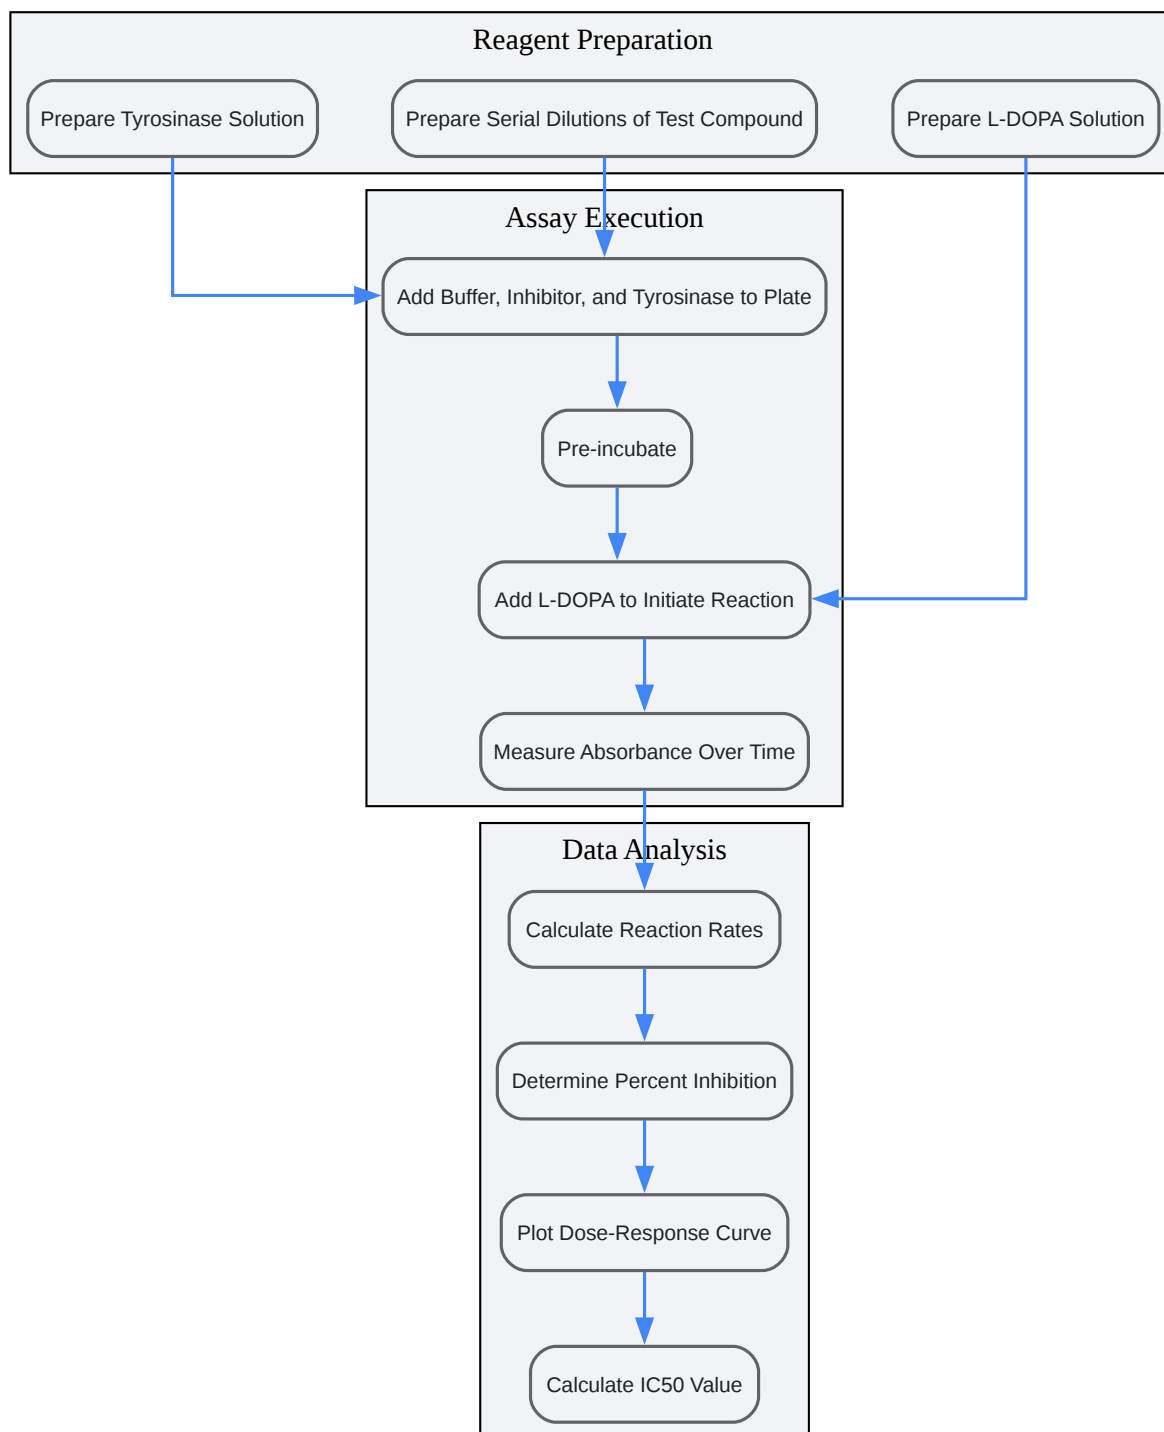 Reagent Preparation
Prepare Tyrosinase Solution
Prepare Serial Dilutions of Test Compound
Prepare L-DOPA Solution
Assay Execution
Add Buffer, Inhibitor, and Tyrosinase to Plate
Pre-incubate
Add L-DOPA to Initiate Reaction
Measure Absorbance Over Time
Data Analysis
Calculate Reaction Rates
Determine Percent Inhibition
Plot Dose-Response Curve
Calculate IC50 Value